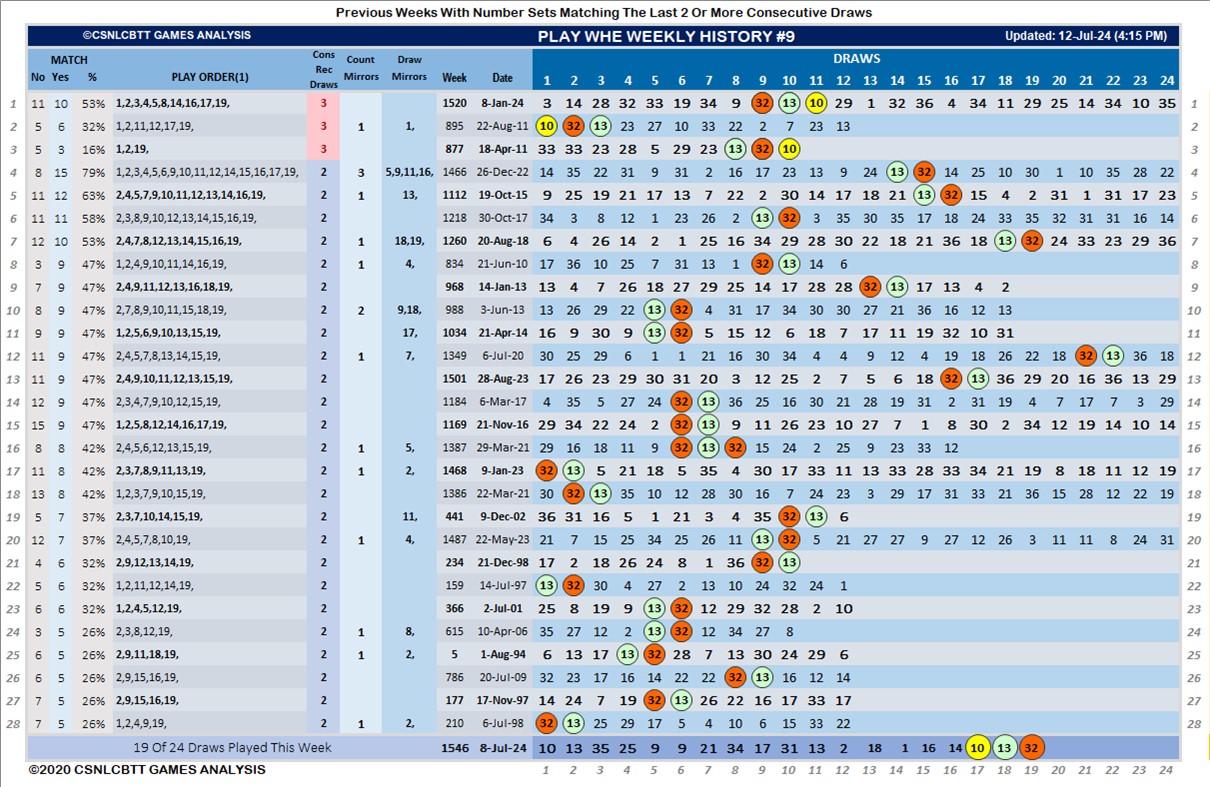 Previous Weeks With Number Sets Matching The Last 2 Or More Consecutive Draws
©CSNLCBTT GAMES ANALYSIS PLAY WHE WEEKLY HISTORY #9 Updated: 12-Jul-24 (4:15 PM)
MATCH Cons Rec Draws Count Mirrors Draw Mirrors DRAWS
No Yes % PLAY ORDER(1) Week Date 1 2 3 4 5 6 7 8 9 10 11 12 13 14 15 16 17 18 19 20 21 22 23 24
1 11 10 53% 1,2,3,4,5,8,14,16,17,19, 3 1520 8-Jan-24 3 14 28 32 33 19 34 9 32 13 10 29 1 32 36 4 34 11 29 25 14 34 10 35 1
2 5 6 32% 1,2,11,12,17,19, 3 1 1, 895 22-Aug-11 10 32 13 23 27 10 33 22 2 7 23 13 2
3 5 3 16% 1,2,19, 3 877 18-Apr-11 33 33 23 28 5 29 23 13 32 10 3
4 8 15 79% 1,2,3,4,5,6,9,10,11,12,14,15,16,17,19, 2 3 5,9,11,16, 1466 26-Dec-22 14 35 22 31 9 31 2 16 17 23 13 9 24 13 32 14 25 10 30 1 10 35 28 22 4
5 11 12 63% 2,4,5,7,9,10,11,12,13,14,16,19, 2 1 13, 1112 19-Oct-15 9 25 19 21 17 13 7 22 2 30 14 17 18 21 13 32 15 4 2 31 1 31 17 23 5
6 11 11 58% 2,3,8,9,10,12,13,14,15,16,19, 2 1218 30-Oct-17 34 3 8 12 1 23 26 2 13 32 3 35 30 35 17 18 24 33 35 32 31 31 16 14 6
7 12 10 53% 2,4,7,8,12,13,14,15,16,19, 2 1 18,19, 1260 20-Aug-18 6 4 26 14 2 1 25 16 34 29 28 30 22 18 21 36 18 13 32 24 33 23 29 36 7
8 3 9 47% 1,2,4,9,10,11,14,16,19, 2 1 4, 834 21-Jun-10 17 36 10 25 7 31 13 1 32 13 14 6 8
9 7 9 47% 2,4,9,11,12,13,16,18,19, 2 968 14-Jan-13 13 4 7 26 18 27 29 25 14 17 28 28 32 13 17 13 4 2 9
10 8 9 47% 2,7,8,9,10,11,15,18,19, 2 2 9,18, 988 3-Jun-13 13 26 29 22 13 32 4 31 17 34 30 30 27 21 36 16 12 13 10
11 9 9 47% 1,2,5,6,9,10,13,15,19, 2 17, 1034 21-Apr-14 16 9 30 9 13 32 5 15 12 6 18 7 17 11 19 32 10 31 11
12 11 9 47% 2,4,5,7,8,13,14,15,19, 2 1 7, 1349 6-Jul-20 30 25 29 6 1 1 21 16 30 34 4 4 9 12 4 19 18 26 22 18 32 13 36 18 12
13 11 9 47% 2,4,9,10,11,12,13,15,19, 2 1501 28-Aug-23 17 26 23 29 30 31 20 3 12 25 2 7 5 6 18 32 13 36 29 20 16 36 13 29 13
14 12 9 47% 2,3,4,7,9,10,12,15,19, 2 1184 6-Mar-17 4 35 5 27 24 32 13 36 25 16 30 21 28 19 31 2 31 19 4 7 17 7 3 29 14
15 9 9 47% 1,2,5,8,12,14,16,17,19, 2 1169 21-Nov-16 29 34 22 24 2 32 13 9 11 26 23 10 27 7 1 8 30 2 34 12 19 14 10 14 15
16 8 8 42% 2,4,5,6,12,13,15,19, 2 1 5, 1387 29-Mar-21 29 16 18 11 9 32 13 32 15 24 2 25 9 23 33 12 16
17 11 8 42% 2,3,7,8,9,11,13,19, 2 1 2, 1468 9-Jan-23 32 13 5 21 18 5 35 4 30 17 33 11 13 33 28 33 34 21 19 8 18 11 12 19 17
18 13 8 42% 1,2,3,7,9,10,15,19, 2 1386 22-Mar-21 30 32 13 35 10 12 28 30 16 7 24 23 3 29 17 31 33 21 36 15 28 12 22 19 18
19 5 7 37% 2,3,7,10,14,15,19, 2 11, 441 9-Dec-02 36 31 16 5 1 21 3 4 35 32 13 6 19
20 12 7 37% 2,4,5,7,8,10,19, 2 1 4, 1487 22-May-23 21 7 15 25 34 25 26 11 13 32 5 21 27 27 9 27 12 26 3 11 11 8 24 31 20
21 4 6 32% 2,9,12,13,14,19, 2 234 21-Dec-98 17 2 18 26 24 8 1 36 32 13 21
22 5 6 32% 1,2,11,12,14,19, 2 159 14-Jul-97 13 32 30 4 27 2 13 10 24 32 24 1 22
23 6 6 32% 1,2,4,5,12,19, 2 366 2-Jul-01 25 8 19 9 13 32 12 29 32 28 2 10 23
24 3 5 26% 2,3,8,12,19, 2 1 8, 615 10-Apr-06 35 27 12 2 13 32 12 34 27 8 24
25 6 5 26% 2,9,11,18,19, 2 1 2, 5 1-Aug-94 6 13 17 13 32 28 7 13 30 24 29 6 25
26 6 5 26% 2,9,15,16,19, 2 786 20-Jul-09 32 23 17 16 14 22 22 32 13 16 12 14 26
27 7 5 26% 2,9,15,16,19, 2 177 17-Nov-97 14 24 7 19 32 13 26 22 16 17 33 17 27
28 7 5 26% 1,2,4,9,19, 2 1 2, 210 6-Jul-98 32 13 25 29 17 5 4 10 6 15 33 22 28
19 Of 24 Draws Played This Week 1546 8-Jul-24 10 13 35 25 9 9 21 34 17 31 13 2 18 1 16 14 10 13 32
©2020 CSNLCBTT GAMES ANALYSIS 1 2 3 4 5 6 7 8 9 10 11 12 13 14 15 16 17 18 19 20 21 22 23 24